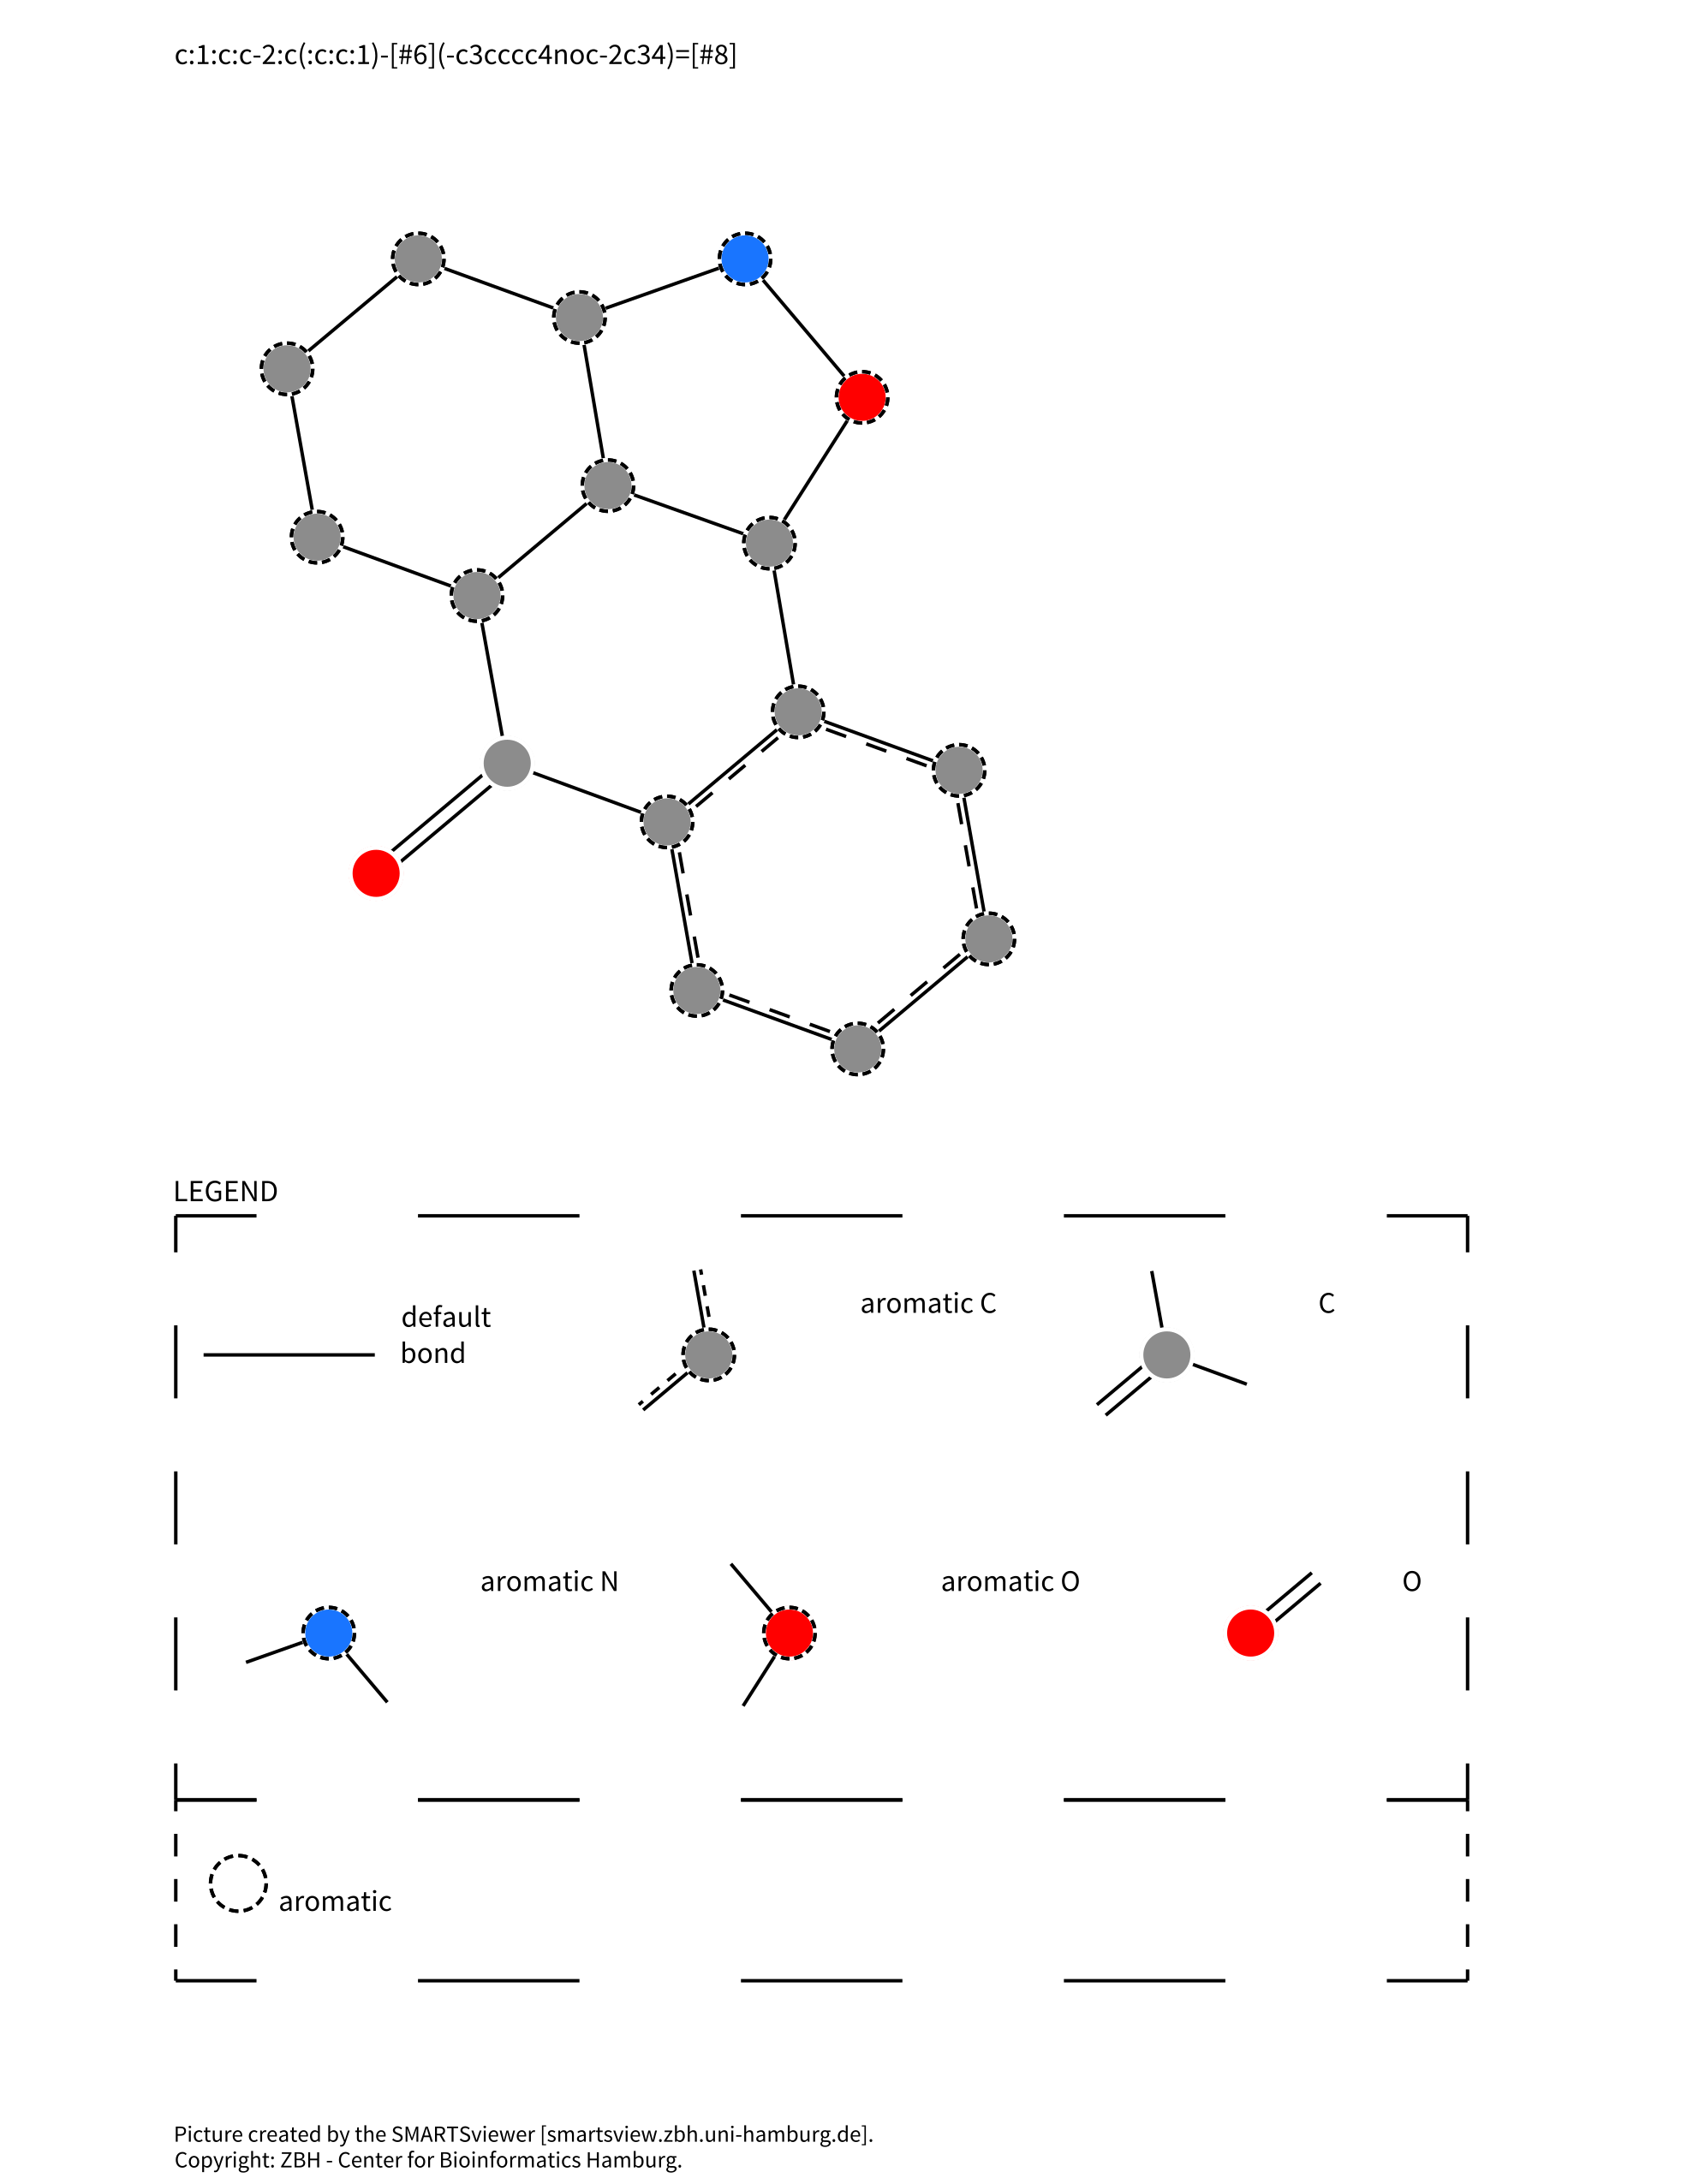 c:1:c:c-2:c(:c:c:1)-[#6](-c3cccc4noc-2c34)=[#8]
LEGEND
default
bond
aromatic C
C
aromatic N
aromatic O
O
aromatic
Picture created by the SMARTSviewer [smartsview.zbh.uni-hamburg.de].
Copyright: ZBH - Center for Bioinformatics Hamburg.